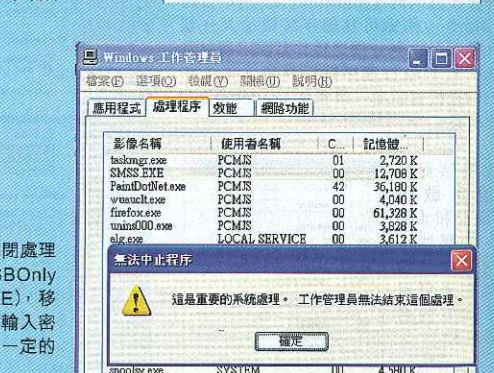 Windows 工作管理員
檔案(F) 選項(O) 檢視(V) 關機(U) 說明(H)
應用程式 處理程序 效能 網路功能
影像名稱 使用者名稱 C... 記憶體...
taskmgr.exe PCMJS 01 2,720 K
SMSS.EXE PCMJS 00 12,708 K
PaintDotNet.exe PCMJS 42 36,180 K
wuauclt.exe PCMJS 00 4,040 K
firefox.exe PCMJS 00 61,328 K
unins000.exe PCMJS 00 3,828 K
alg.exe LOCAL SERVICE 00 3,612 K
無法中止程序
這是重要的系統處理。 工作管理員無法結束這個處理。
確定
spoolsv.exe SYSTEM 00 4,580 K
閉處理
BOnly
E），移
輸入密
一定的